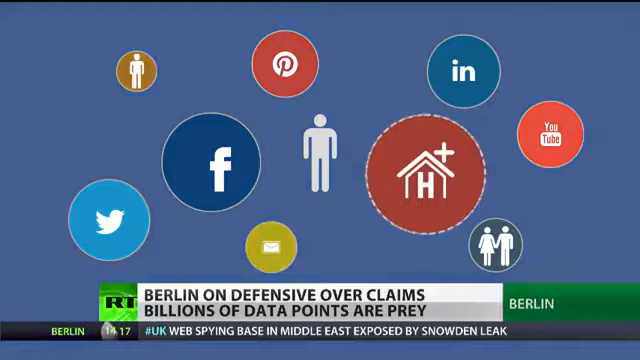 in
You
Tube
f
H
RT
BERLIN ON DEFENSIVE OVER CLAIMS
BILLIONS OF DATA POINTS ARE PREY
BERLIN
BERLIN 14 17 #UK WEB SPYING BASE IN MIDDLE EAST EXPOSED BY SNOWDEN LEAK